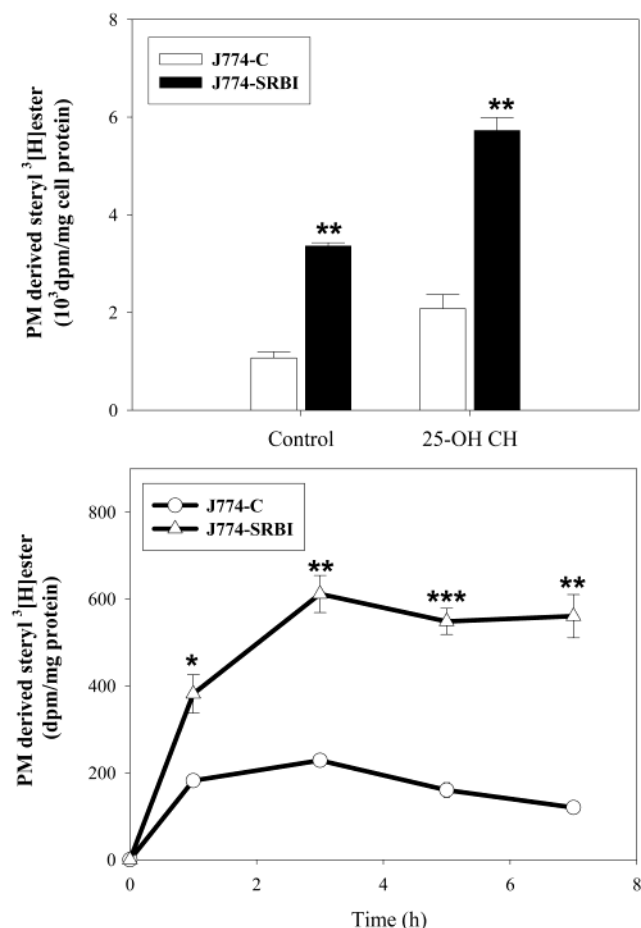 PM derived steryl ³[H]ester
(10³dpm/mg cell protein)
8
6
4
2
0
J774-C
J774-SRBI
**
**
Control
25-OH CH
PM derived steryl ³[H]ester
(dpm/mg protein)
800
600
400
200
0
J774-C
J774-SRBI
*
**
***
**
0
2
4
6
8
Time (h)